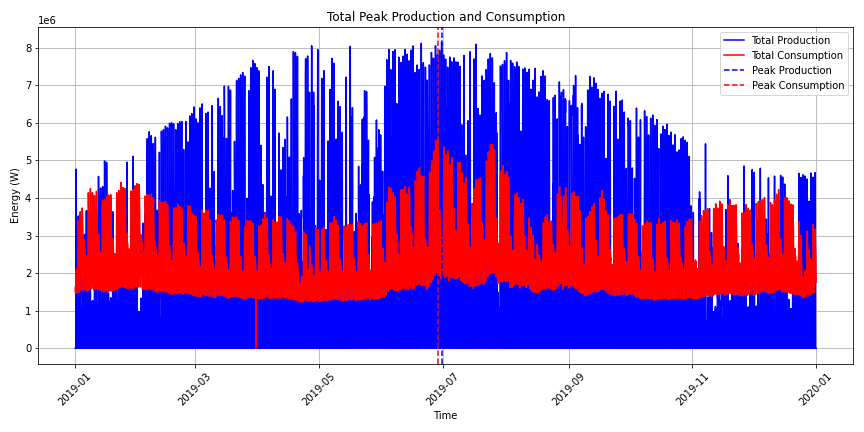 Total Peak Production and Consumption
1e6
Total Production
Total Consumption
Peak Production
Peak Consumption
8
7
6
5
4
3
2
1
0
Energy (W)
2019-01
2019-03
2019-05
2019-07
2019-09
2019-11
2020-01
Time